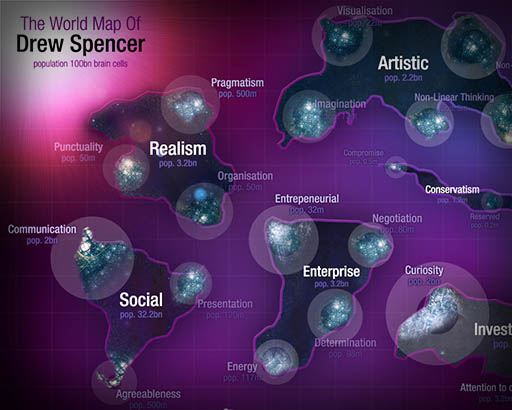 The World Map Of
Drew Spencer
population 100bn brain cells
Visualisation
pop. 22m
Artistic
pop. 2.2bn
Non-
Pragmatism
pop. 500m
Imagination
Non-Linear Thinking
Punctuality
pop. 50m
Realism
pop. 3.2bn
Compromise
pop. 0.5m
Organisation
pop. 50m
Conservatism
pop. 1.2m
Reserved
pop. 0.2m
Entrepeneurial
pop. 32m
Communication
pop. 2bn
Negotiation
pop. 80m
Enterprise
pop. 3.2bn
Curiosity
pop. 2bn
Social
pop. 32.2bn
Presentation
pop. 120m
Invest
Determination
pop. 98m
Energy
pop. 117m
Agreeableness
pop. 500m
Attention to
pop. 3.2